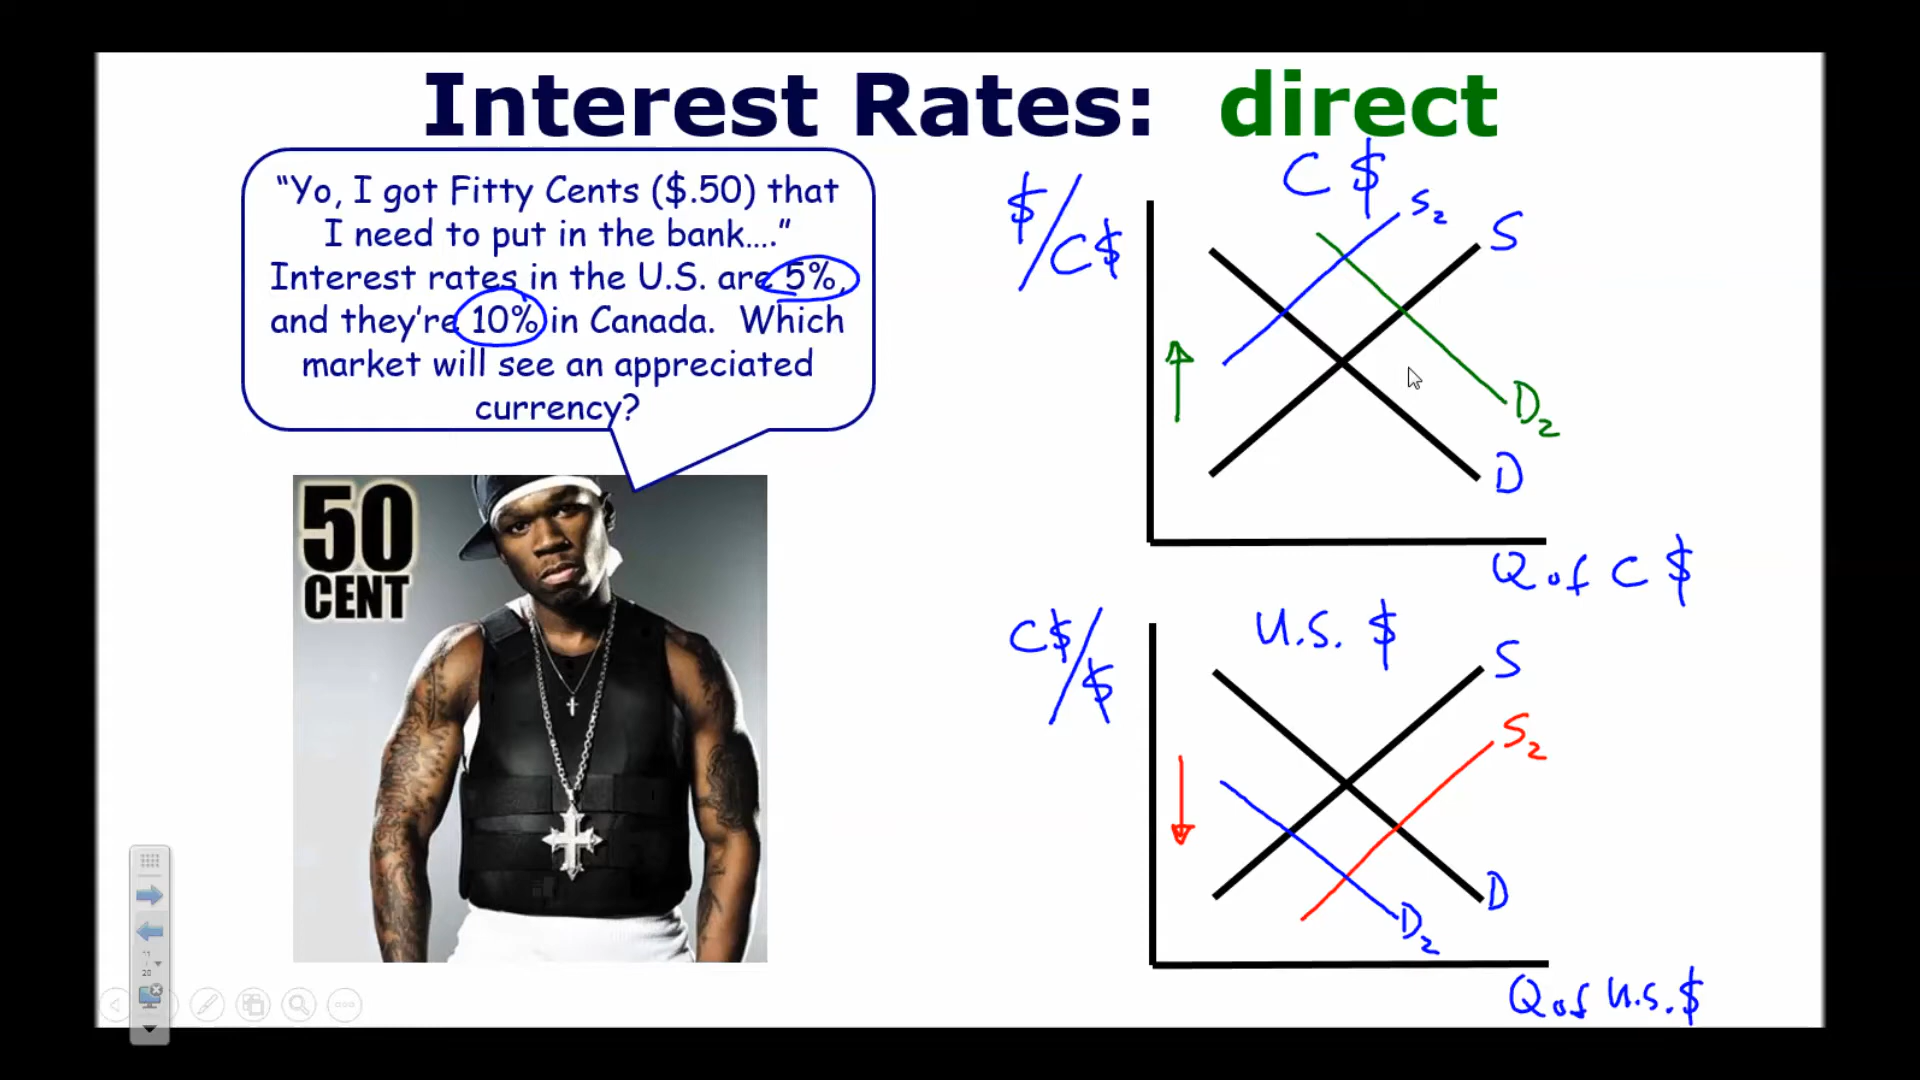 Interest Rates: direct
“Yo, I got Fitty Cents ($.50) that
I need to put in the bank….”
Interest rates in the U.S. are 5%,
and they’re 10% in Canada. Which
market will see an appreciated
currency?
50
CENT
$/C$
C $
S2
S
D2
D
Q of C $
C$/$
U.S. $
S
S2
D
D2
Q of U.S. $
20